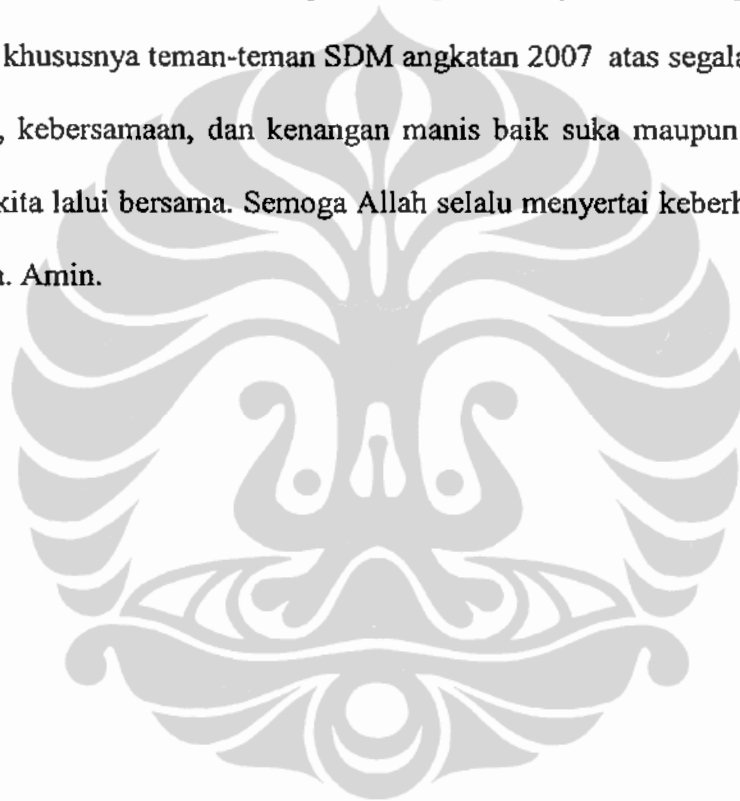 khususnya teman-teman SDM angkatan 2007 atas segala
, kebersamaan, dan kenangan manis baik suka maupun
kita lalui bersama. Semoga Allah selalu menyertai keberh
. Amin.